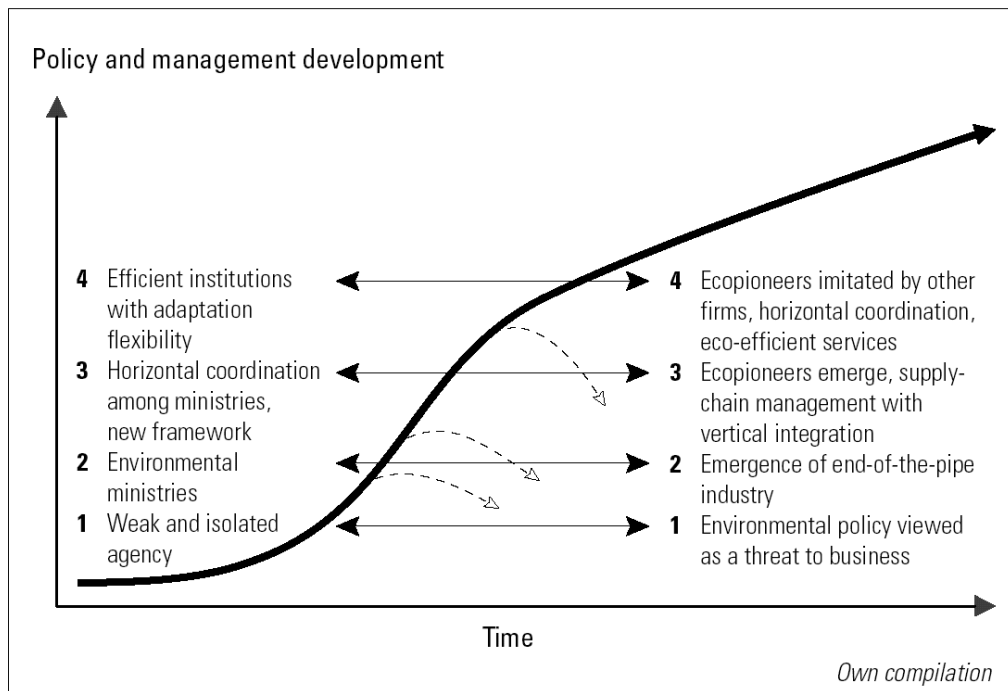 Policy and management development
4 Efficient institutions
with adaptation
flexibility
3 Horizontal coordination
among ministries,
new framework
2 Environmental
ministries
1 Weak and isolated
agency
4 Ecopioneers imitated by other
firms, horizontal coordination,
eco-efficient services
3 Ecopioneers emerge, supply-
chain management with
vertical integration
2 Emergence of end-of-the-pipe
industry
1 Environmental policy viewed
as a threat to business
Time
Own compilation